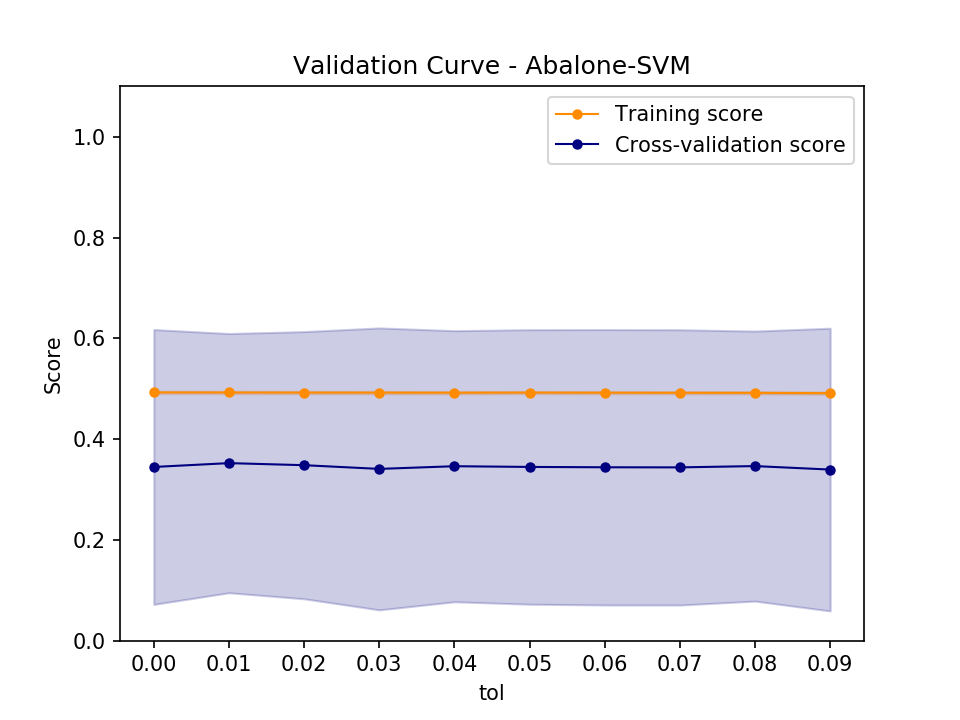 Validation Curve - Abalone-SVM
Training score
Cross-validation score
1.0
0.8
0.6
0.4
0.2
0.0
Score
0.00 0.01 0.02 0.03 0.04 0.05 0.06 0.07 0.08 0.09
tol